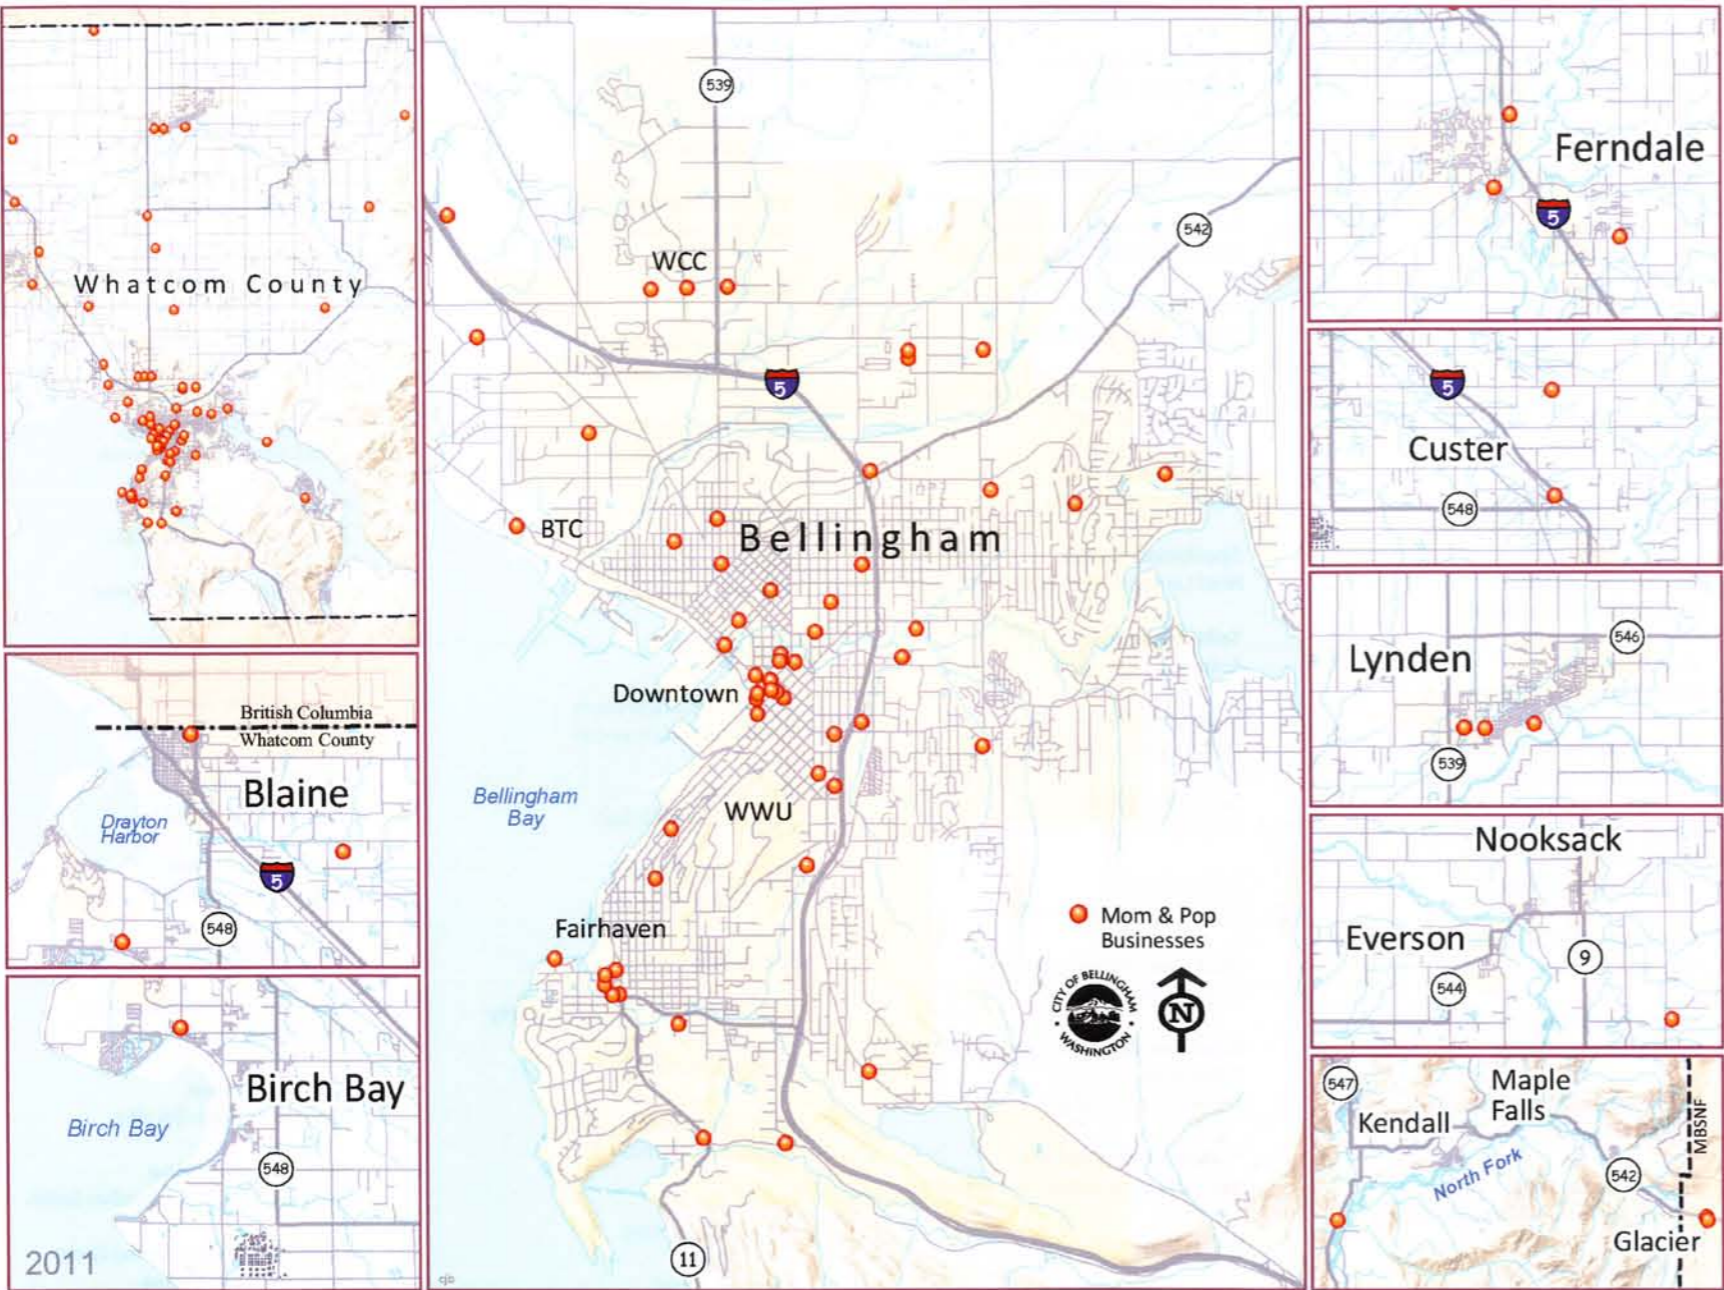 Whatcom County
British Columbia
Whatcom County
Blaine
Drayton
Harbor
5
548
Birch Bay
Birch Bay
548
2011
539
542
WCC
5
BTC
Bellingham
Downtown
Bellingham
Bay
WWU
Fairhaven
Mom & Pop
Businesses
CITY OF BELLINGHAM
WASHINGTON
N
11
cjb
Ferndale
5
5
Custer
548
546
Lynden
539
Nooksack
Everson
9
544
547
Maple
Falls
Kendall
MBSNF
North Fork
542
Glacier